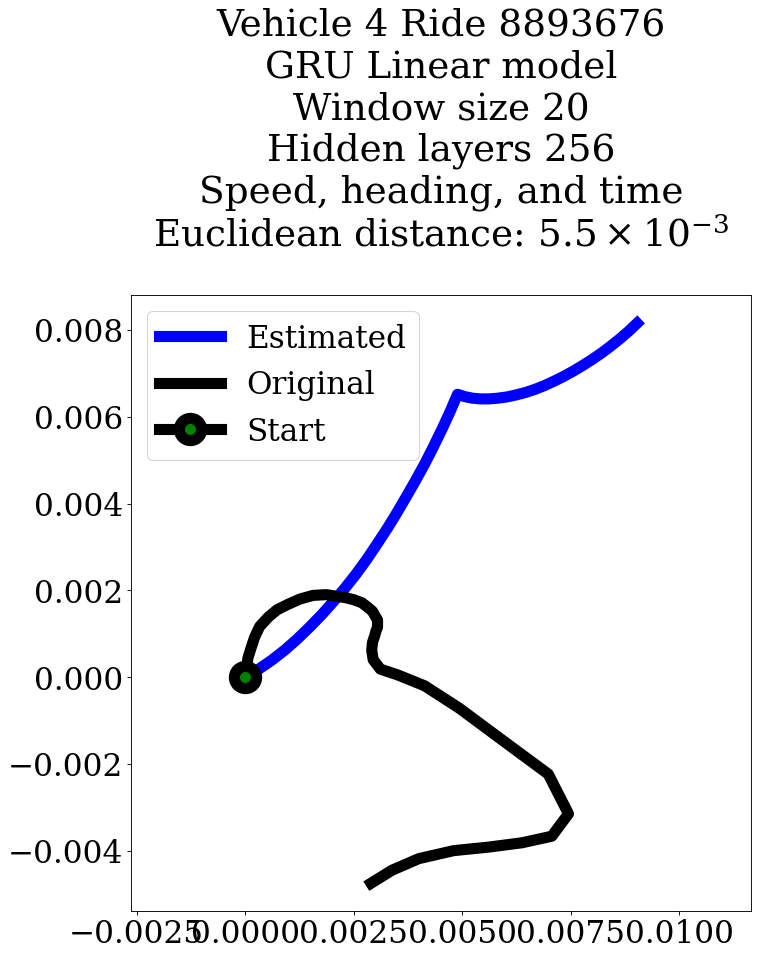 Vehicle 4 Ride 8893676
GRU Linear model
Window size 20
Hidden layers 256
Speed, heading, and time
Euclidean distance: 5.5 × 10⁻³
Estimated
Original
Start
0.008
0.006
0.004
0.002
0.000
−0.002
−0.004
−0.0025 0.0000 0.0025 0.0050 0.0075 0.0100